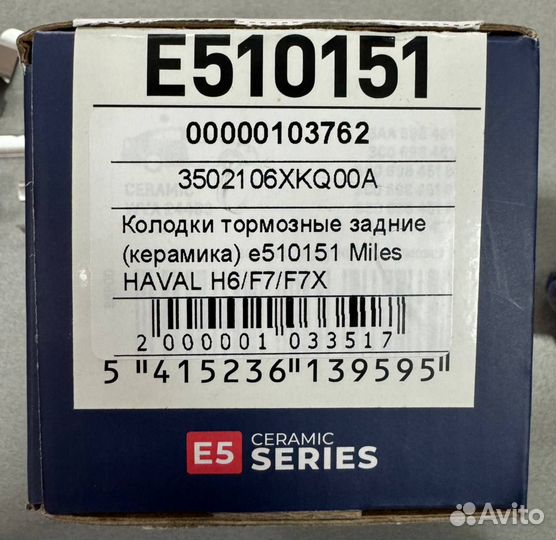 E510151
00000103762
3502106XKQ00A
Колодки тормозные задние
(керамика) e510151 Miles
HAVAL H6/F7/F7X
2 000001 033517
5 "415236"139595"
E5 CERAMIC SERIES
Avito